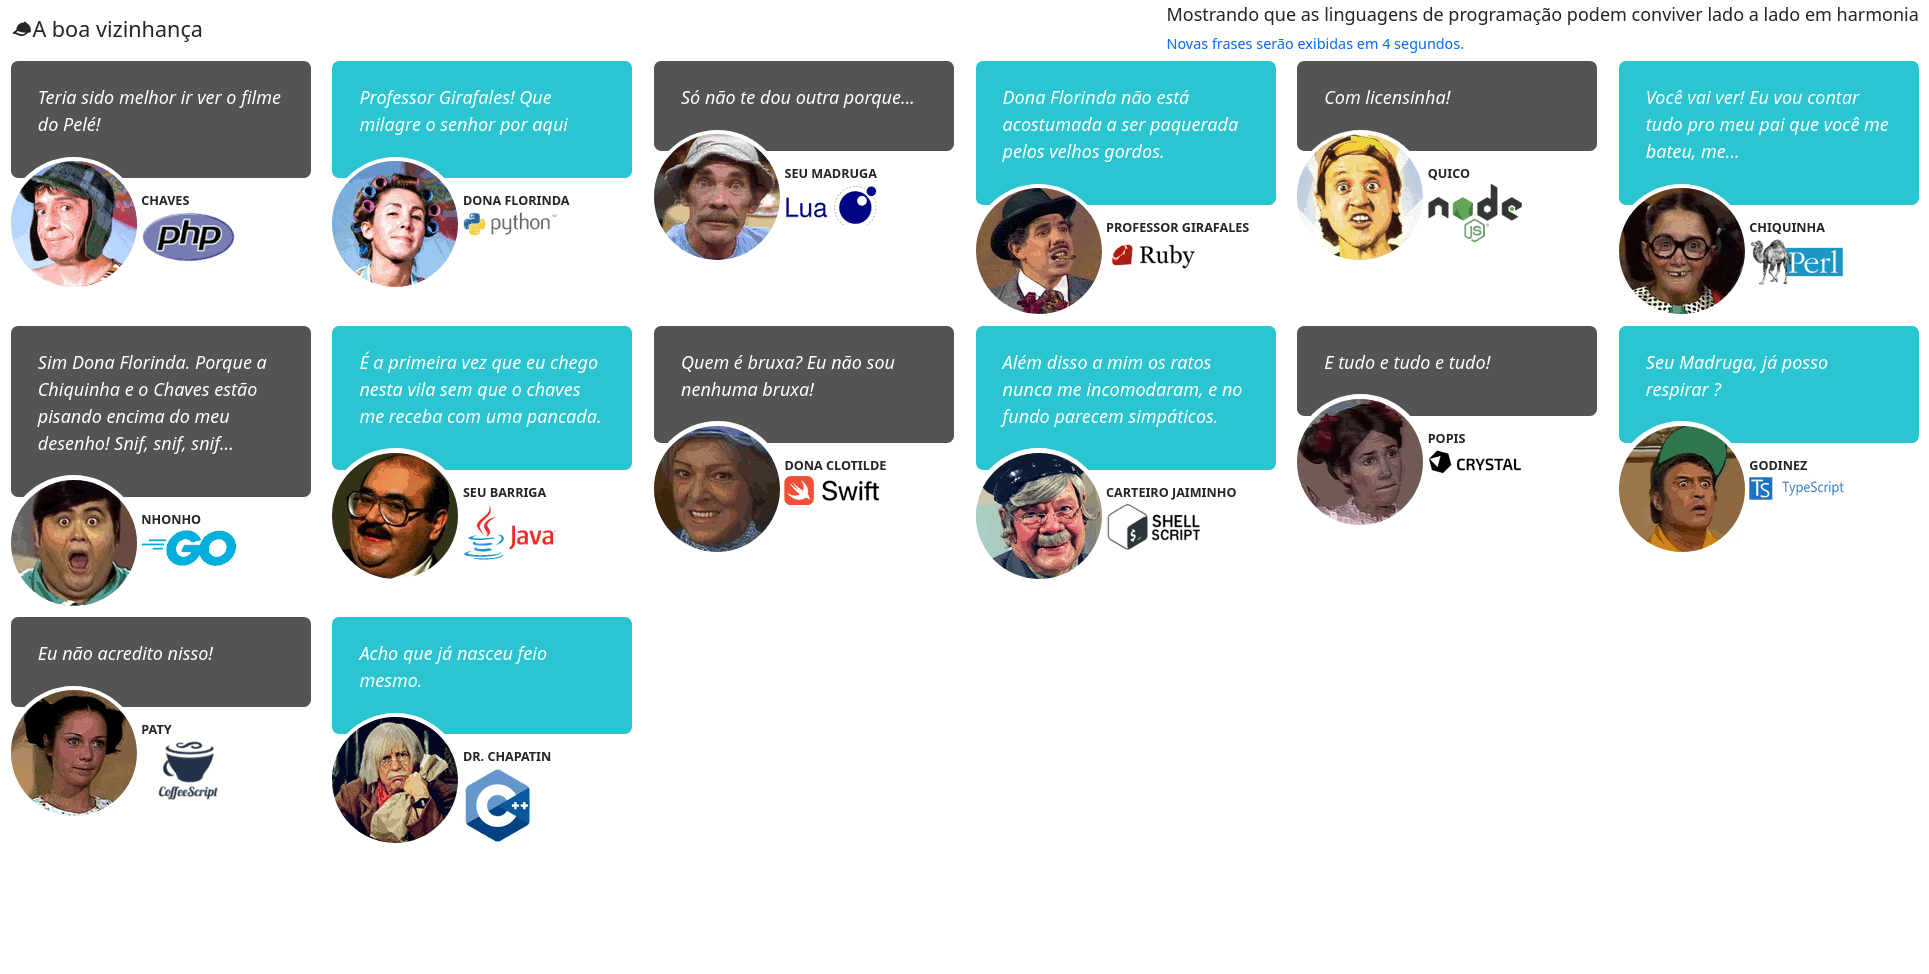 A boa vizinhança
Mostrando que as linguagens de programação podem conviver lado a lado em harmonia
Novas frases serão exibidas em 4 segundos.
Teria sido melhor ir ver o filme
do Pelé!
CHAVES
php
Professor Girafales! Que
milagre o senhor por aqui
DONA FLORINDA
python™
Só não te dou outra porque...
SEU MADRUGA
Lua
Dona Florinda não está
acostumada a ser paquerada
pelos velhos gordos.
PROFESSOR GIRAFALES
Ruby
Com licensinha!
QUICO
node
JS
Você vai ver! Eu vou contar
tudo pro meu pai que você me
bateu, me...
CHIQUINHA
Perl
Sim Dona Florinda. Porque a
Chiquinha e o Chaves estão
pisando encima do meu
desenho! Snif, snif, snif...
NHONHO
GO
É a primeira vez que eu chego
nesta vila sem que o chaves
me receba com uma pancada.
SEU BARRIGA
Java
Quem é bruxa? Eu não sou
nenhuma bruxa!
DONA CLOTILDE
Swift
Além disso a mim os ratos
nunca me incomodaram, e no
fundo parecem simpáticos.
CARTEIRO JAIMINHO
$_
SHELL
SCRIPT
E tudo e tudo e tudo!
POPIS
CRYSTAL
Seu Madruga, já posso
respirar ?
GODINEZ
TS TypeScript
Eu não acredito nisso!
PATY
CoffeeScript
Acho que já nasceu feio
mesmo.
DR. CHAPATIN
C++